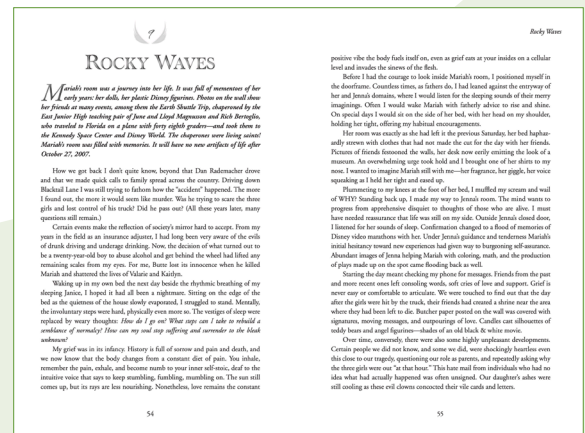 Rocky Waves
9
Rocky Waves
Mariah's room was a journey into her life. It was full of mementoes of her
early years: her dolls, her plastic Disney figurines. Photos on the wall show
her friends at many events, among them the Earth Shuttle Trip, chaperoned by the
East Junior High teaching pair of June and Lloyd Magnuson and Rich Bertoglio,
who traveled to Florida on a plane with forty eighth graders—and took them to
the Kennedy Space Center and Disney World. The chaperones were living saints!
Mariah's room was filled with memories. It will have no new artifacts of life after
October 27, 2007.
How we got back I don't quite know, beyond that Dan Rademacher drove
and that we made quick calls to family spread across the country. Driving down
Blacktail Lane I was still trying to fathom how the "accident" happened. The more
I found out, the more it would seem like murder. Was he trying to scare the three
girls and lost control of his truck? Did he pass out? (All these years later, many
questions still remain.)
Certain events make the reflection of society's mirror hard to accept. From my
years in the field as an insurance adjuster, I had long been very aware of the evils
of drunk driving and underage drinking. Now, the decision of what turned out to
be a twenty-year-old boy to abuse alcohol and get behind the wheel had lifted any
remaining scales from my eyes. For me, Butte lost its innocence when he killed
Mariah and shattered the lives of Valarie and Kaitlyn.
Waking up in my own bed the next day beside the rhythmic breathing of my
sleeping Janice, I hoped it had all been a nightmare. Sitting on the edge of the
bed as the quietness of the house slowly evaporated, I struggled to stand. Mentally,
the involuntary steps were hard, physically even more so. The vestiges of sleep were
replaced by weary thoughts: How do I go on? What steps can I take to rebuild a
semblance of normalcy? How can my soul stop suffering and surrender to the bleak
unknown?
My grief was in its infancy. History is full of sorrow and pain and death, and
we now know that the body changes from a constant diet of pain. You inhale,
remember the pain, exhale, and become numb to your inner self-stoic, deaf to the
intuitive voice that says to keep stumbling, fumbling, mumbling on. The sun still
comes up, but its rays are less nourishing. Nonetheless, love remains the constant
54
positive vibe the body fuels itself on, even as grief eats at your insides on a cellular
level and invades the sinews of the flesh.
Before I had the courage to look inside Mariah's room, I positioned myself in
the doorframe. Countless times, as fathers do, I had leaned against the entryway of
her and Jenna's domains, where I would listen for the sleeping sounds of their merry
imaginings. Often I would wake Mariah with fatherly advice to rise and shine.
On special days I would sit on the side of her bed, with her head on my shoulder,
holding her tight, offering my habitual encouragements.
Her room was exactly as she had left it the previous Saturday, her bed haphaz-
ardly strewn with clothes that had not made the cut for the day with her friends.
Pictures of friends festooned the walls, her desk now eerily emitting the look of a
museum. An overwhelming urge took hold and I brought one of her shirts to my
nose. I wanted to imagine Mariah still with me—her fragrance, her giggle, her voice
squeaking as I held her tight and eased up.
Plummeting to my knees at the foot of her bed, I muffled my scream and wail
of WHY? Standing back up, I made my way to Jenna's room. The mind wants to
progress from apprehensive disquiet to thoughts of those who are alive. I must
have needed reassurance that life was still on my side. Outside Jenna's closed door,
I listened for her sounds of sleep. Confirmation changed to a flood of memories of
Disney video marathons with her. Under Jenna's guidance and tenderness Mariah's
initial hesitancy toward new experiences had given way to burgeoning self-assurance.
Abundant images of Jenna helping Mariah with coloring, math, and the production
of plays made up on the spot came flooding back as well.
Starting the day meant checking my phone for messages. Friends from the past
and more recent ones left consoling words, soft cries of love and support. Grief is
never easy or comfortable to articulate. We were touched to find out that the day
after the girls were hit by the truck, their friends had created a shrine near the area
where they had been left to die. Butcher paper posted on the wall was covered with
signatures, moving messages, and outpourings of love. Candles cast silhouettes of
teddy bears and angel figurines—shades of an old black & white movie.
Over time, conversely, there were also some highly unpleasant developments.
Certain people we did not know, and some we did, were shockingly heartless even
this close to our tragedy, questioning our role as parents, and repeatedly asking why
the three girls were out "at that hour." This hate mail from individuals who had no
idea what had actually happened was often unsigned. Our daughter's ashes were
still cooling as these evil clowns concocted their vile cards and letters.
55